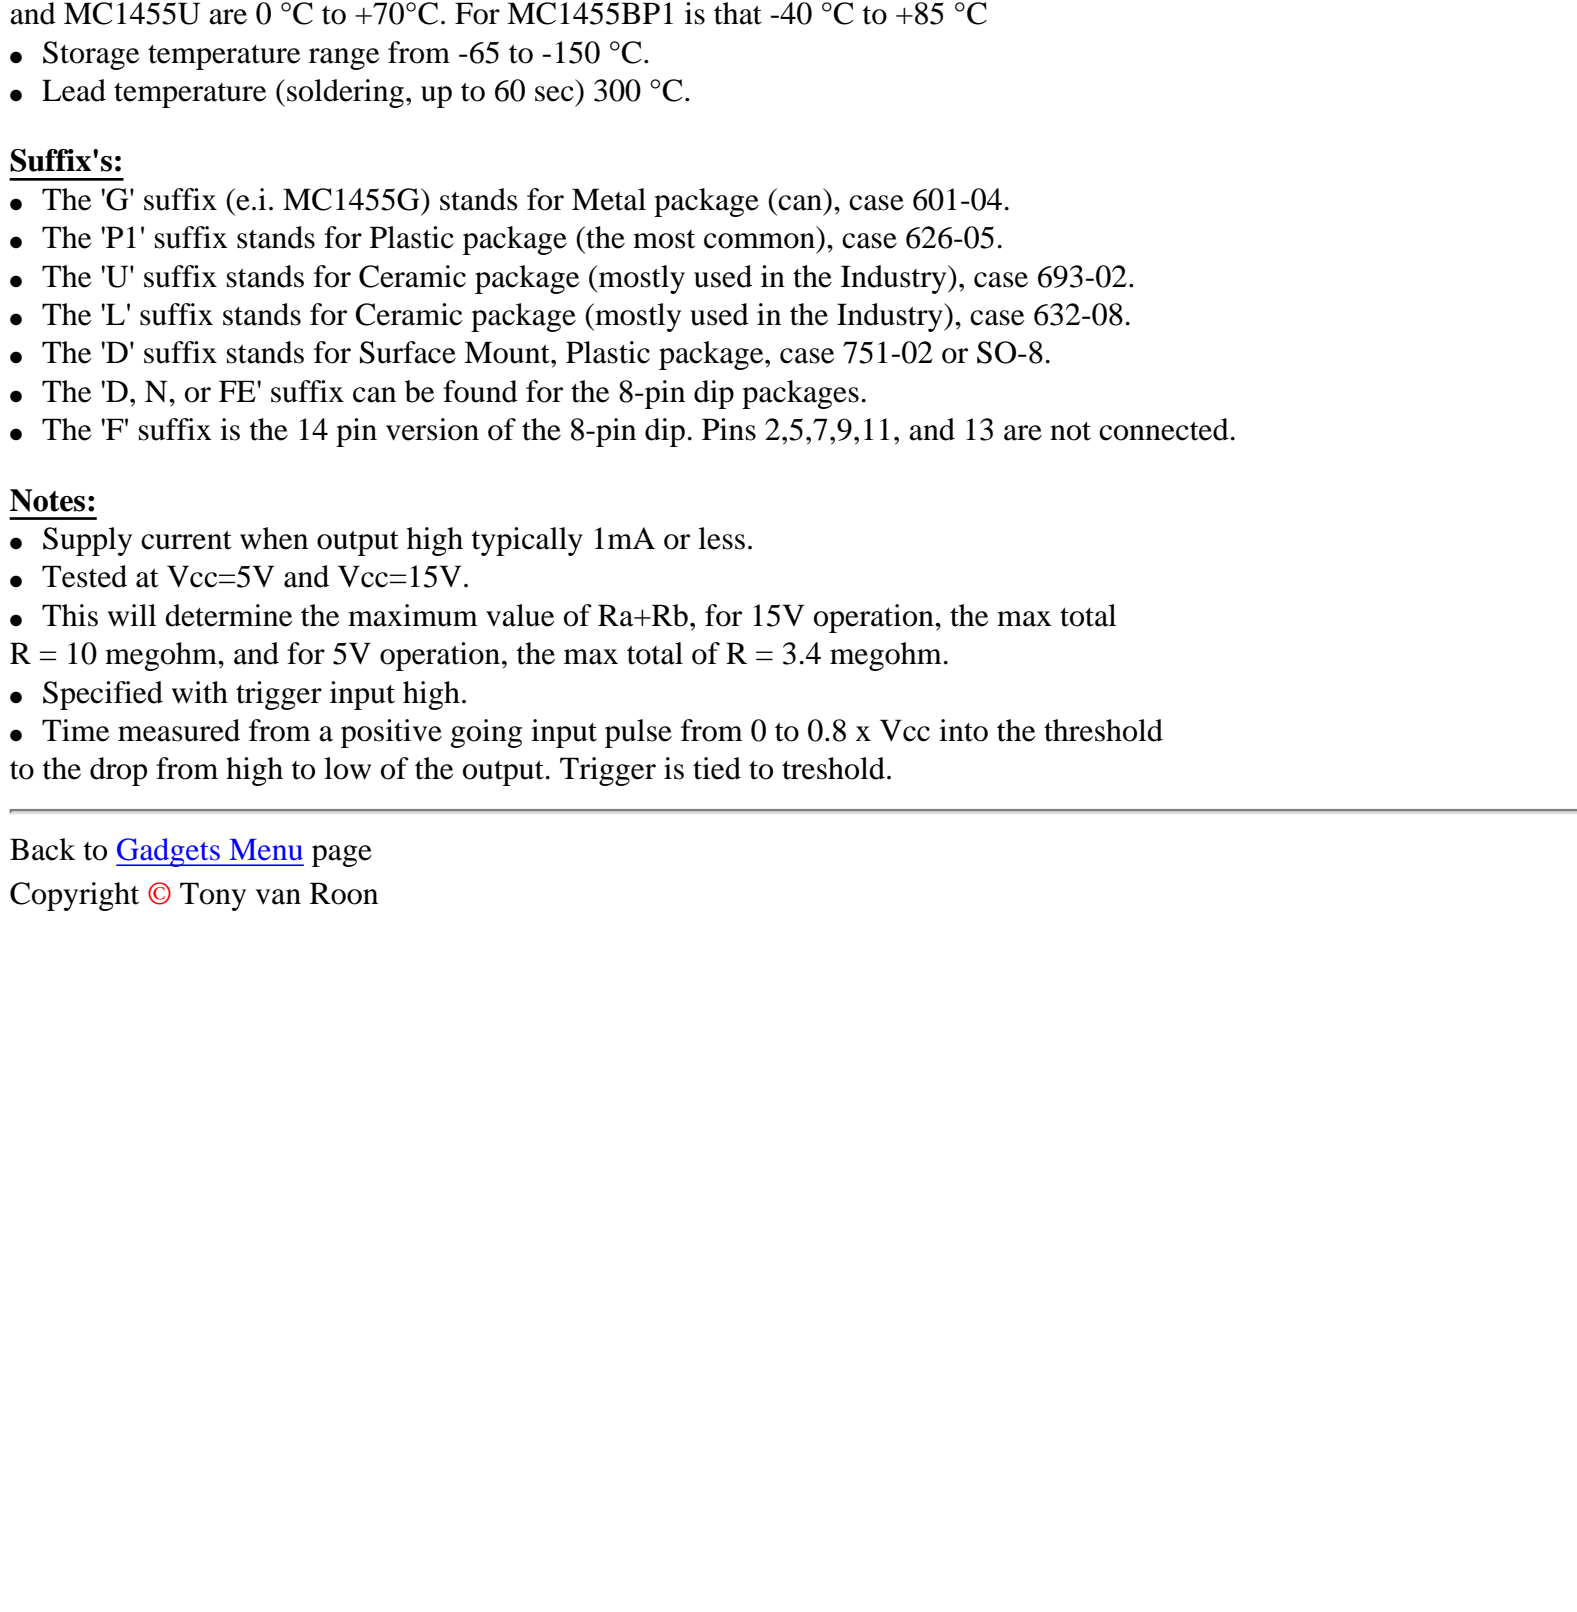 and MC1455U are 0 °C to +70°C. For MC1455BP1 is that -40 °C to +85 °C
● Storage temperature range from -65 to -150 °C.
● Lead temperature (soldering, up to 60 sec) 300 °C.
Suffix's:
● The 'G' suffix (e.i. MC1455G) stands for Metal package (can), case 601-04.
● The 'P1' suffix stands for Plastic package (the most common), case 626-05.
● The 'U' suffix stands for Ceramic package (mostly used in the Industry), case 693-02.
● The 'L' suffix stands for Ceramic package (mostly used in the Industry), case 632-08.
● The 'D' suffix stands for Surface Mount, Plastic package, case 751-02 or SO-8.
● The 'D, N, or FE' suffix can be found for the 8-pin dip packages.
● The 'F' suffix is the 14 pin version of the 8-pin dip. Pins 2,5,7,9,11, and 13 are not connected.
Notes:
● Supply current when output high typically 1mA or less.
● Tested at Vcc=5V and Vcc=15V.
● This will determine the maximum value of Ra+Rb, for 15V operation, the max total
R = 10 megohm, and for 5V operation, the max total of R = 3.4 megohm.
● Specified with trigger input high.
● Time measured from a positive going input pulse from 0 to 0.8 x Vcc into the threshold
to the drop from high to low of the output. Trigger is tied to treshold.
Back to Gadgets Menu page
Copyright © Tony van Roon